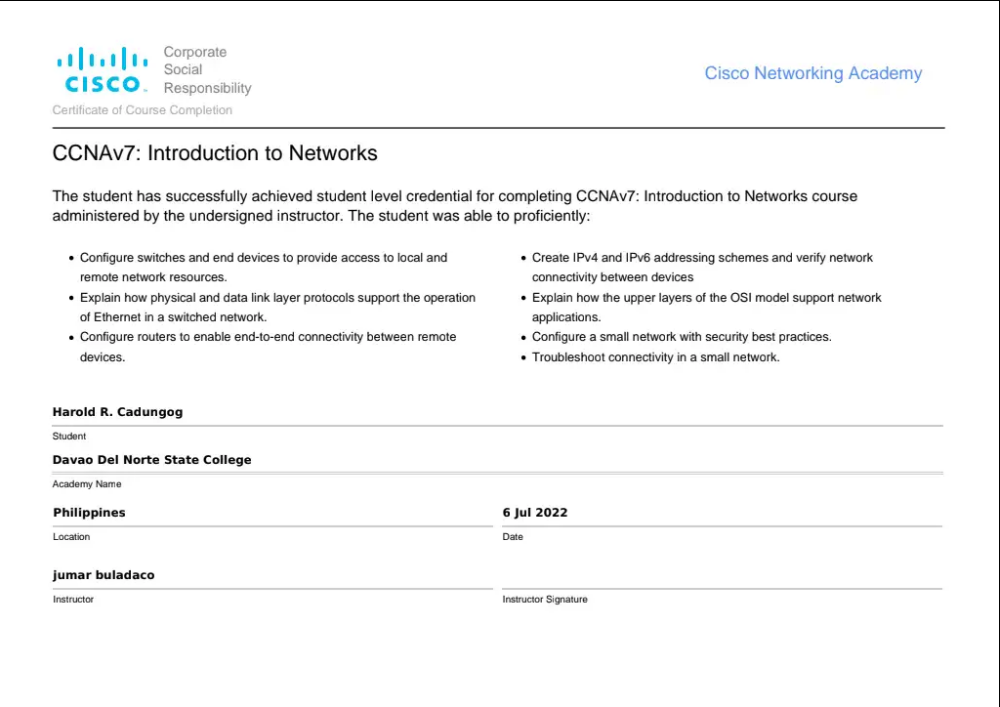 Corporate
Social
Responsibility
CISCO
Cisco Networking Academy
Certificate of Course Completion
CCNAv7: Introduction to Networks
The student has successfully achieved student level credential for completing CCNAv7: Introduction to Networks course
administered by the undersigned instructor. The student was able to proficiently:
• Configure switches and end devices to provide access to local and
remote network resources.
• Explain how physical and data link layer protocols support the operation
of Ethernet in a switched network.
• Configure routers to enable end-to-end connectivity between remote
devices.
• Create IPv4 and IPv6 addressing schemes and verify network
connectivity between devices
• Explain how the upper layers of the OSI model support network
applications.
• Configure a small network with security best practices.
• Troubleshoot connectivity in a small network.
Harold R. Cadungog
Student
Davao Del Norte State College
Academy Name
Philippines
Location
6 Jul 2022
Date
jumar buladaco
Instructor
Instructor Signature